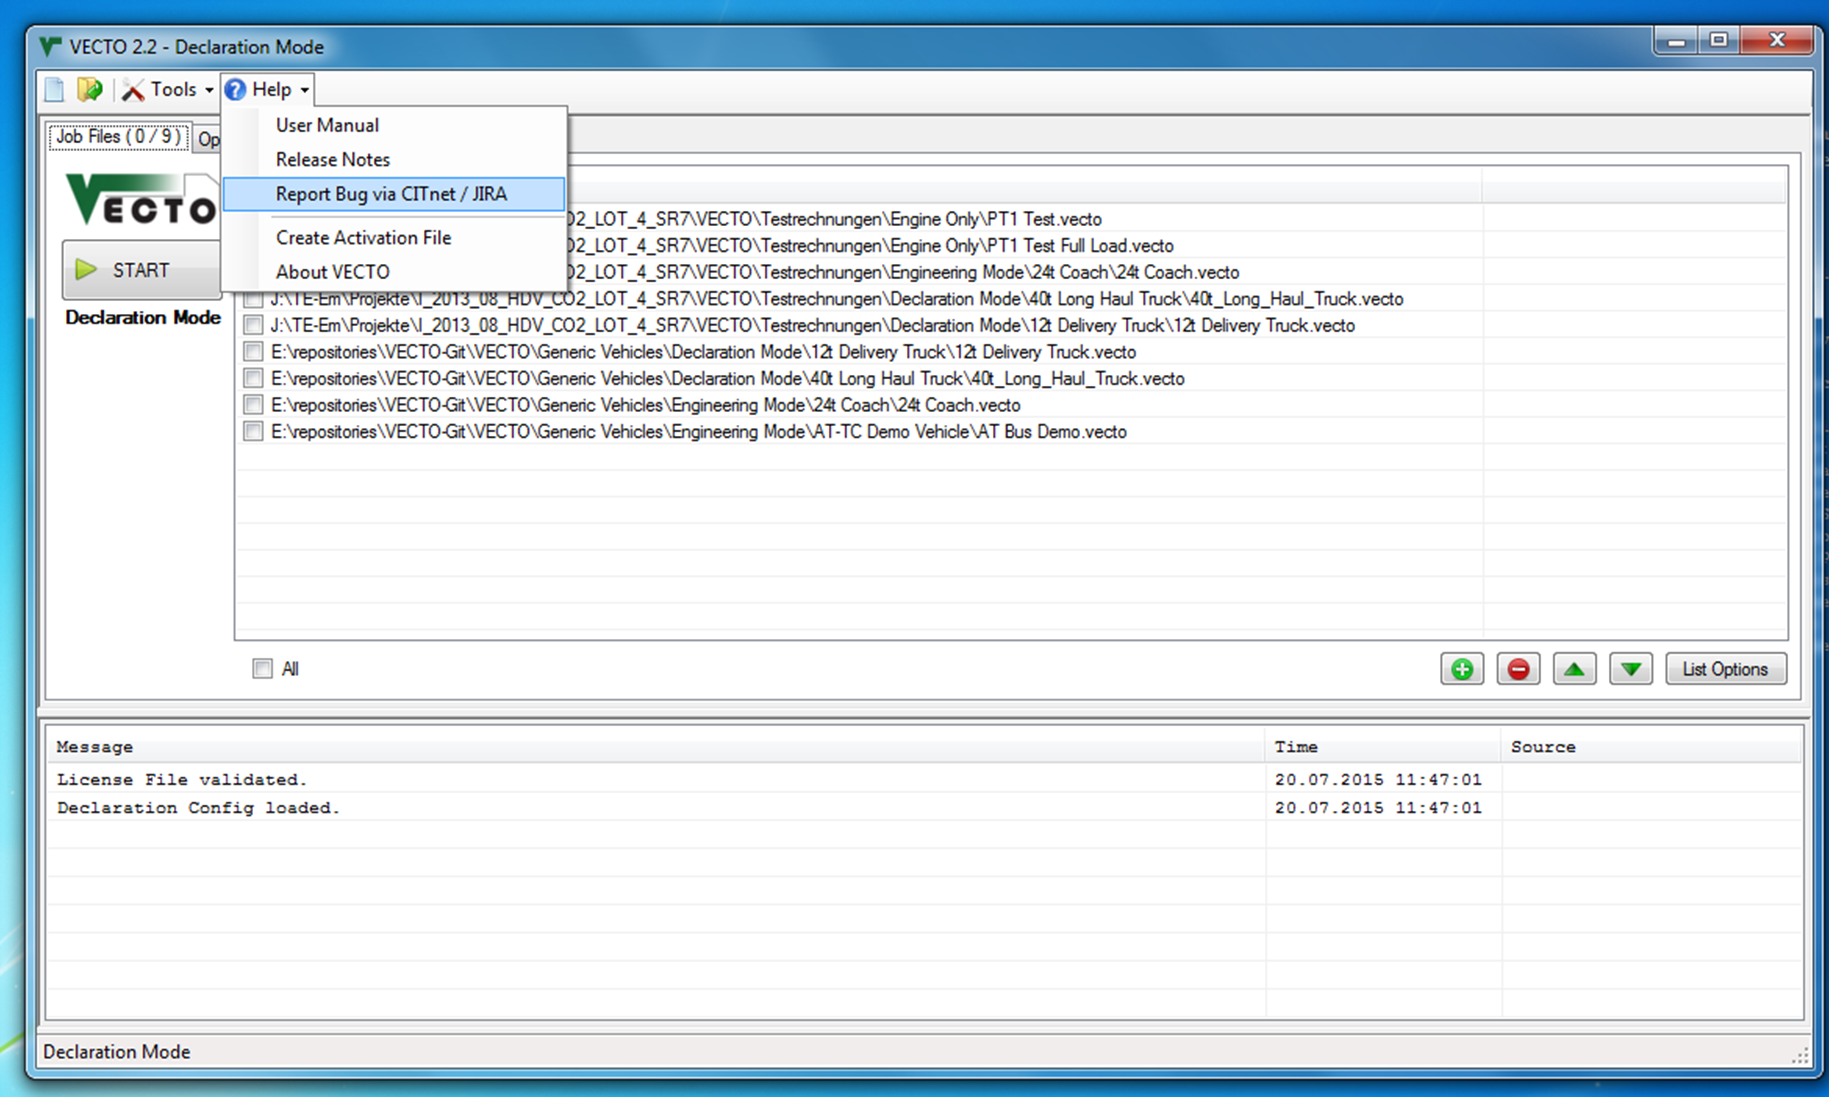 VECTO 2.2 - Declaration Mode
Tools
Help
Job Files ( 0 / 9 )
Op
User Manual
Release Notes
Report Bug via CITnet / JIRA
Create Activation File
About VECTO
VECTO
START
Declaration Mode
CO2_LOT_4_SR7\VECTO\Testrechnungen\Engine Only\PT1 Test.vecto
02_LOT_4_SR7\VECTO\Testrechnungen\Engine Only\PT1 Test Full Load.vecto
02_LOT_4_SR7\VECTO\Testrechnungen\Engineering Mode\24t Coach\24t Coach.vecto
J:\TE-Em\Projekte\I_2013_08_HDV_CO2_LOT_4_SR7\VECTO\Testrechnungen\Declaration Mode\40t Long Haul Truck\40t_Long_Haul_Truck.vecto
J:\TE-Em\Projekte\I_2013_08_HDV_CO2_LOT_4_SR7\VECTO\Testrechnungen\Declaration Mode\12t Delivery Truck\12t Delivery Truck.vecto
E:\repositories\VECTO-Git\VECTO\Generic Vehicles\Declaration Mode\12t Delivery Truck\12t Delivery Truck.vecto
E:\repositories\VECTO-Git\VECTO\Generic Vehicles\Declaration Mode\40t Long Haul Truck\40t_Long_Haul_Truck.vecto
E:\repositories\VECTO-Git\VECTO\Generic Vehicles\Engineering Mode\24t Coach\24t Coach.vecto
E:\repositories\VECTO-Git\VECTO\Generic Vehicles\Engineering Mode\AT-TC Demo Vehicle\AT Bus Demo.vecto
All
List Options
Message Time Source
License File validated. 20.07.2015 11:47:01
Declaration Config loaded. 20.07.2015 11:47:01
Declaration Mode